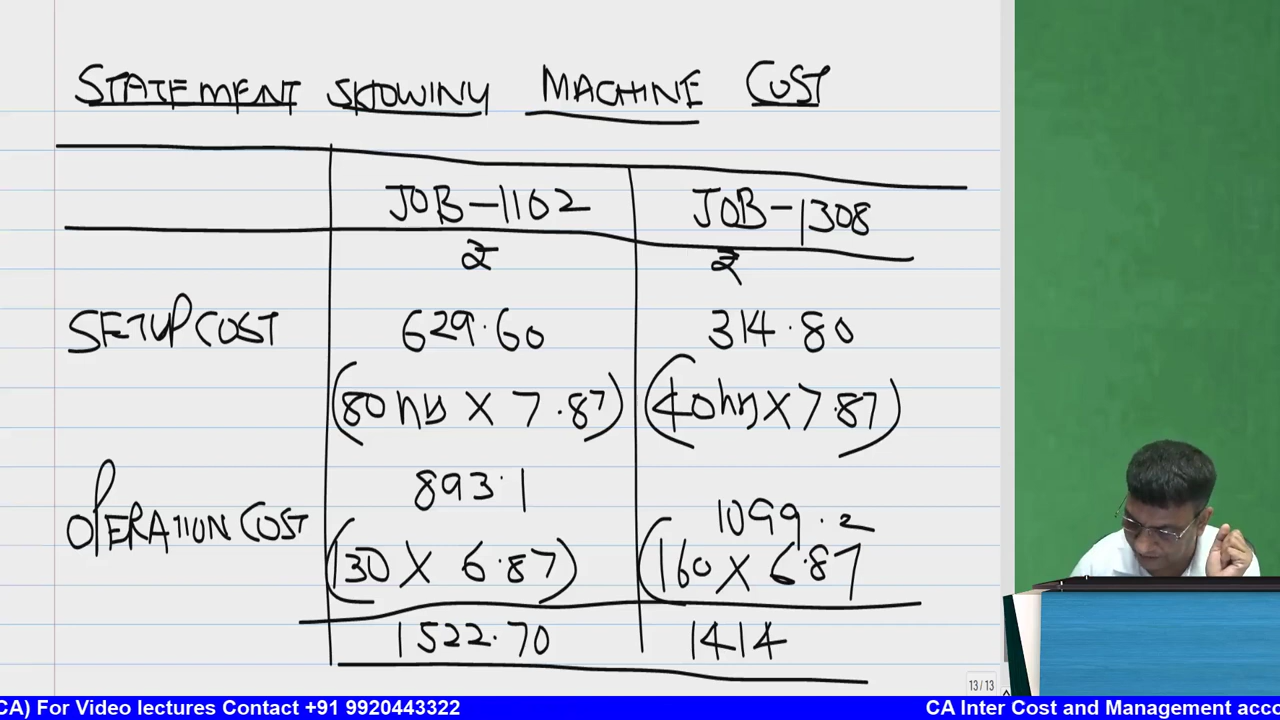 STATEMENT SHOWING MACHINE COST
JOB-1102 JOB-1308
₹ ₹
SETUP COST 629.60 314.80
(80 hrs X 7.87) (40 hrs X 7.87)
OPERATION COST 893.1 1099.2
(130 X 6.87) (160 X 6.87
1522.70 1414
13/13
CA) For Video lectures Contact +91 9920443322 CA Inter Cost and Management acco